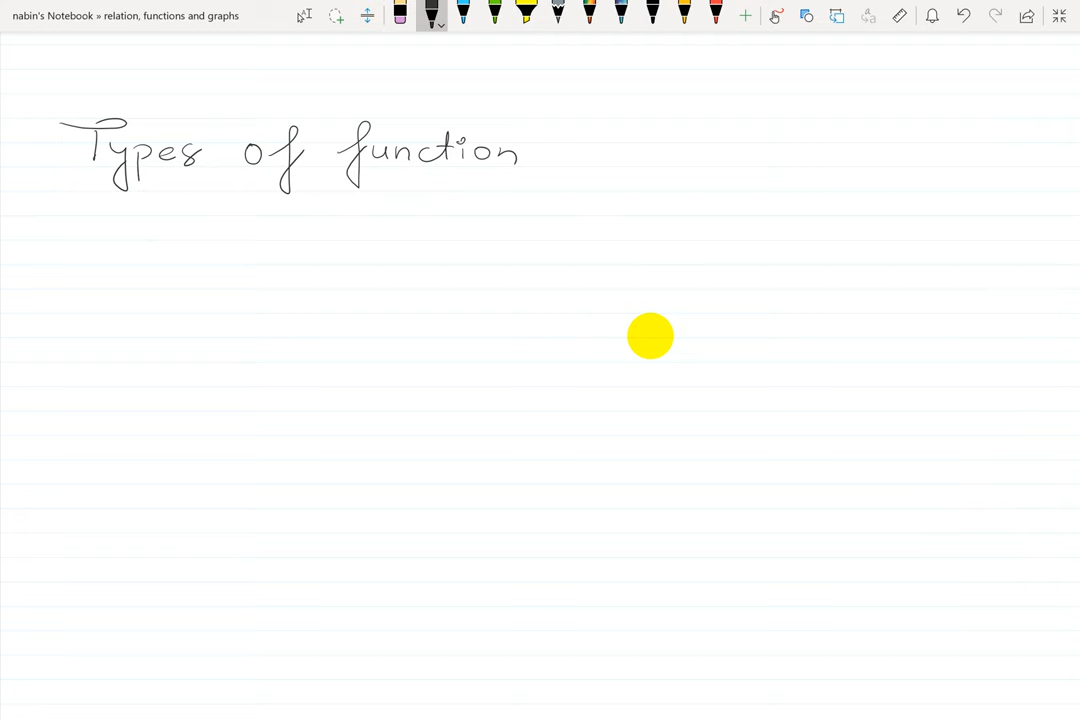 nabin's Notebook » relation, functions and graphs
Types of function